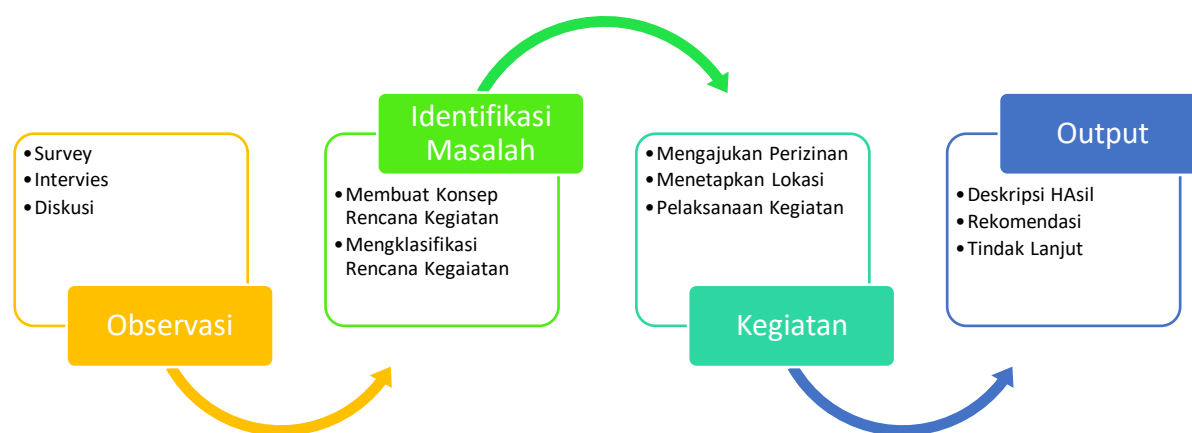 •Survey
•Intervies
•Diskusi
Observasi
Identifikasi
Masalah
•Membuat Konsep
Rencana Kegiatan
•Mengklasifikasi
Rencana Kegaiatan
•Mengajukan Perizinan
•Menetapkan Lokasi
•Pelaksanaan Kegiatan
Kegiatan
Output
•Deskripsi HAsil
•Rekomendasi
•Tindak Lanjut